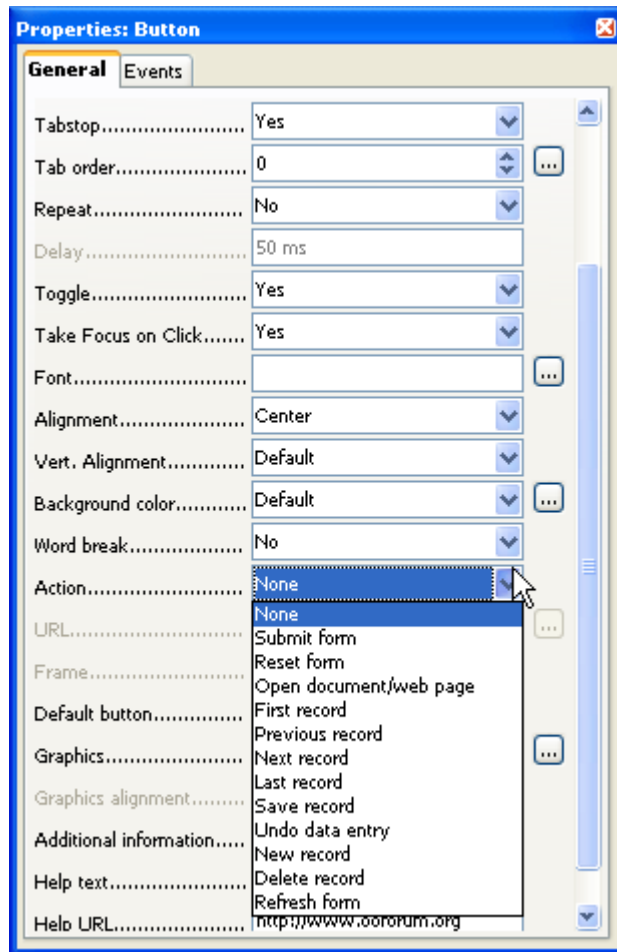 Properties: Button
General Events
Tabstop........................ Yes
Tab order...................... 0 ...
Repeat......................... No
Delay........................... 50 ms
Toggle.......................... Yes
Take Focus on Click....... Yes
Font............................. ...
Alignment..................... Center
Vert. Alignment............. Default
Background color............ Default ...
Word break................... No
Action.......................... None
None
URL.............................. Submit form ...
Reset form
Frame.......................... Open document/web page
Default button............... First record
Previous record
Graphics....................... Next record ...
Last record
Graphics alignment......... Save record
Additional information..... Undo data entry
New record
Help text....................... Delete record
Refresh form
Help URL...................... http://www.ooforum.org